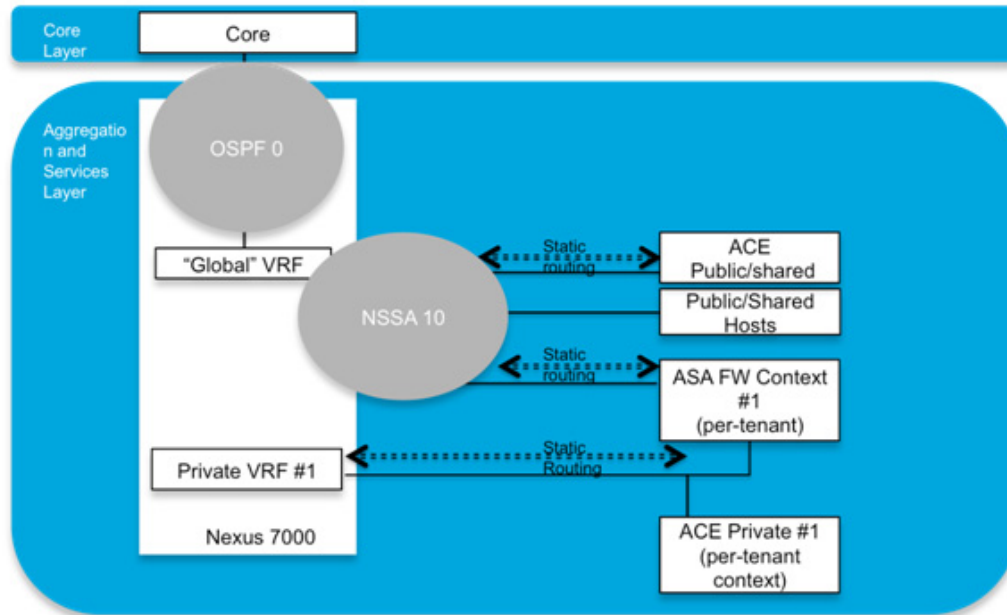 Core
Layer
Core
Aggregatio
n and
Services
Layer
OSPF 0
"Global" VRF
NSSA 10
Static
routing
ACE
Public/shared
Public/Shared
Hosts
Static
routing
ASA FW Context
#1
(per-tenant)
Private VRF #1
Static
Routing
Nexus 7000
ACE Private #1
(per-tenant
context)